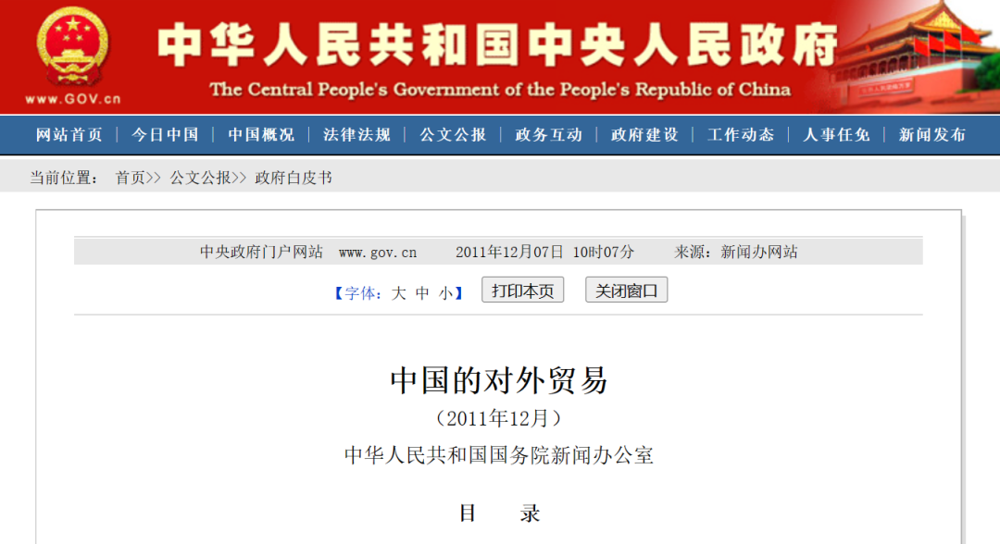 中华人民共和国中央人民政府
www.GOV.cn
The Central People's Government of the People's Republic of China
网站首页 | 今日中国 | 中国概况 | 法律法规 | 公文公报 | 政务互动 | 政府建设 | 工作动态 | 人事任免 | 新闻发布
当前位置： 首页>> 公文公报>> 政府白皮书
中央政府门户网站 www.gov.cn 2011年12月07日 10时07分 来源：新闻办网站
【字体：大 中 小】 打印本页 关闭窗口
中国的对外贸易
（2011年12月）
中华人民共和国国务院新闻办公室
目 录